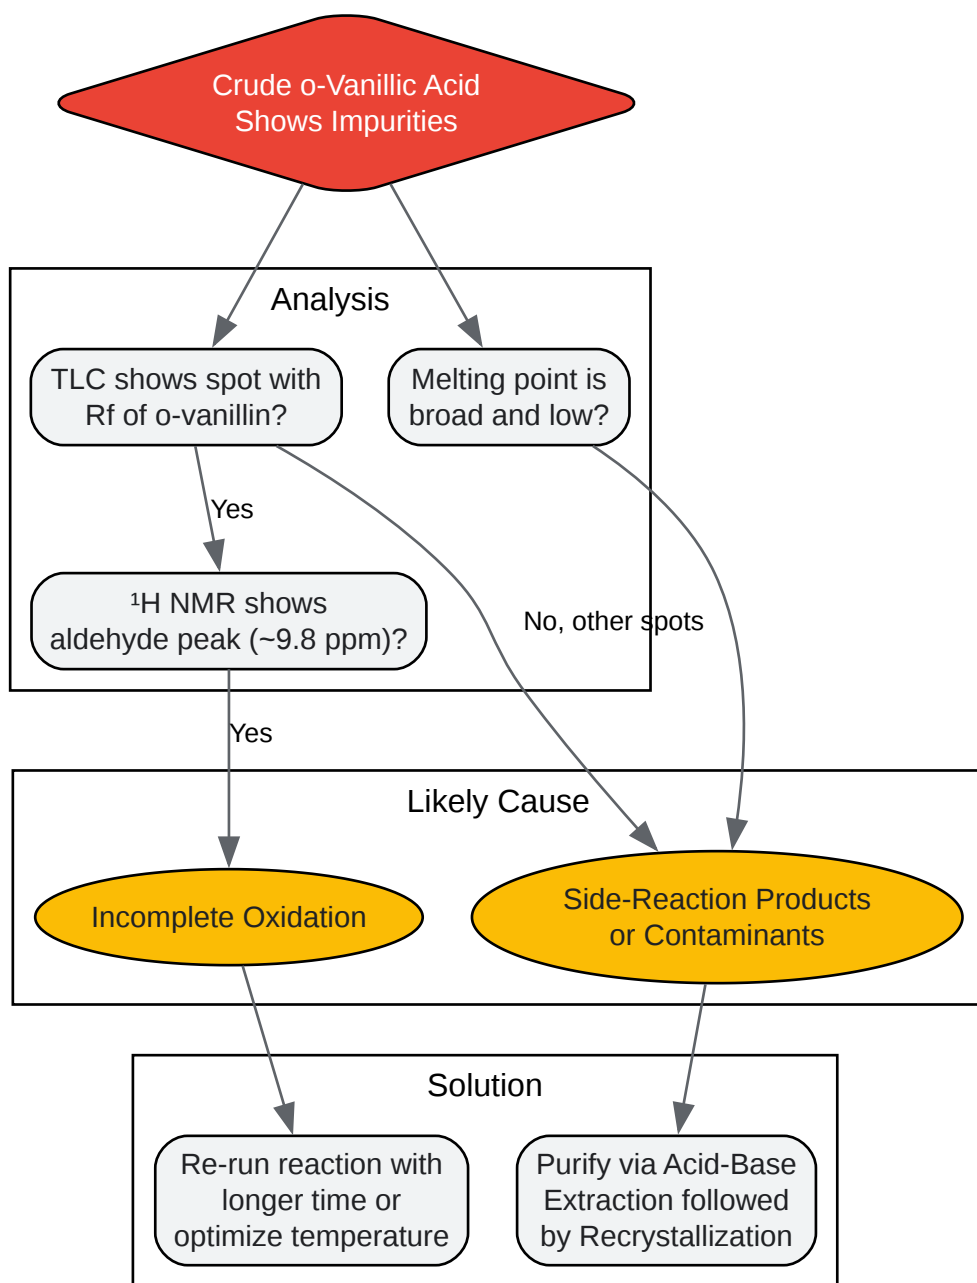 Crude o-Vanillic Acid
Shows Impurities
Analysis
TLC shows spot with
Rf of o-vanillin?
Melting point is
broad and low?
Yes
¹H NMR shows
aldehyde peak (~9.8 ppm)?
No, other spots
Yes
Likely Cause
Incomplete Oxidation
Side-Reaction Products
or Contaminants
Solution
Re-run reaction with
longer time or
optimize temperature
Purify via Acid-Base
Extraction followed
by Recrystallization